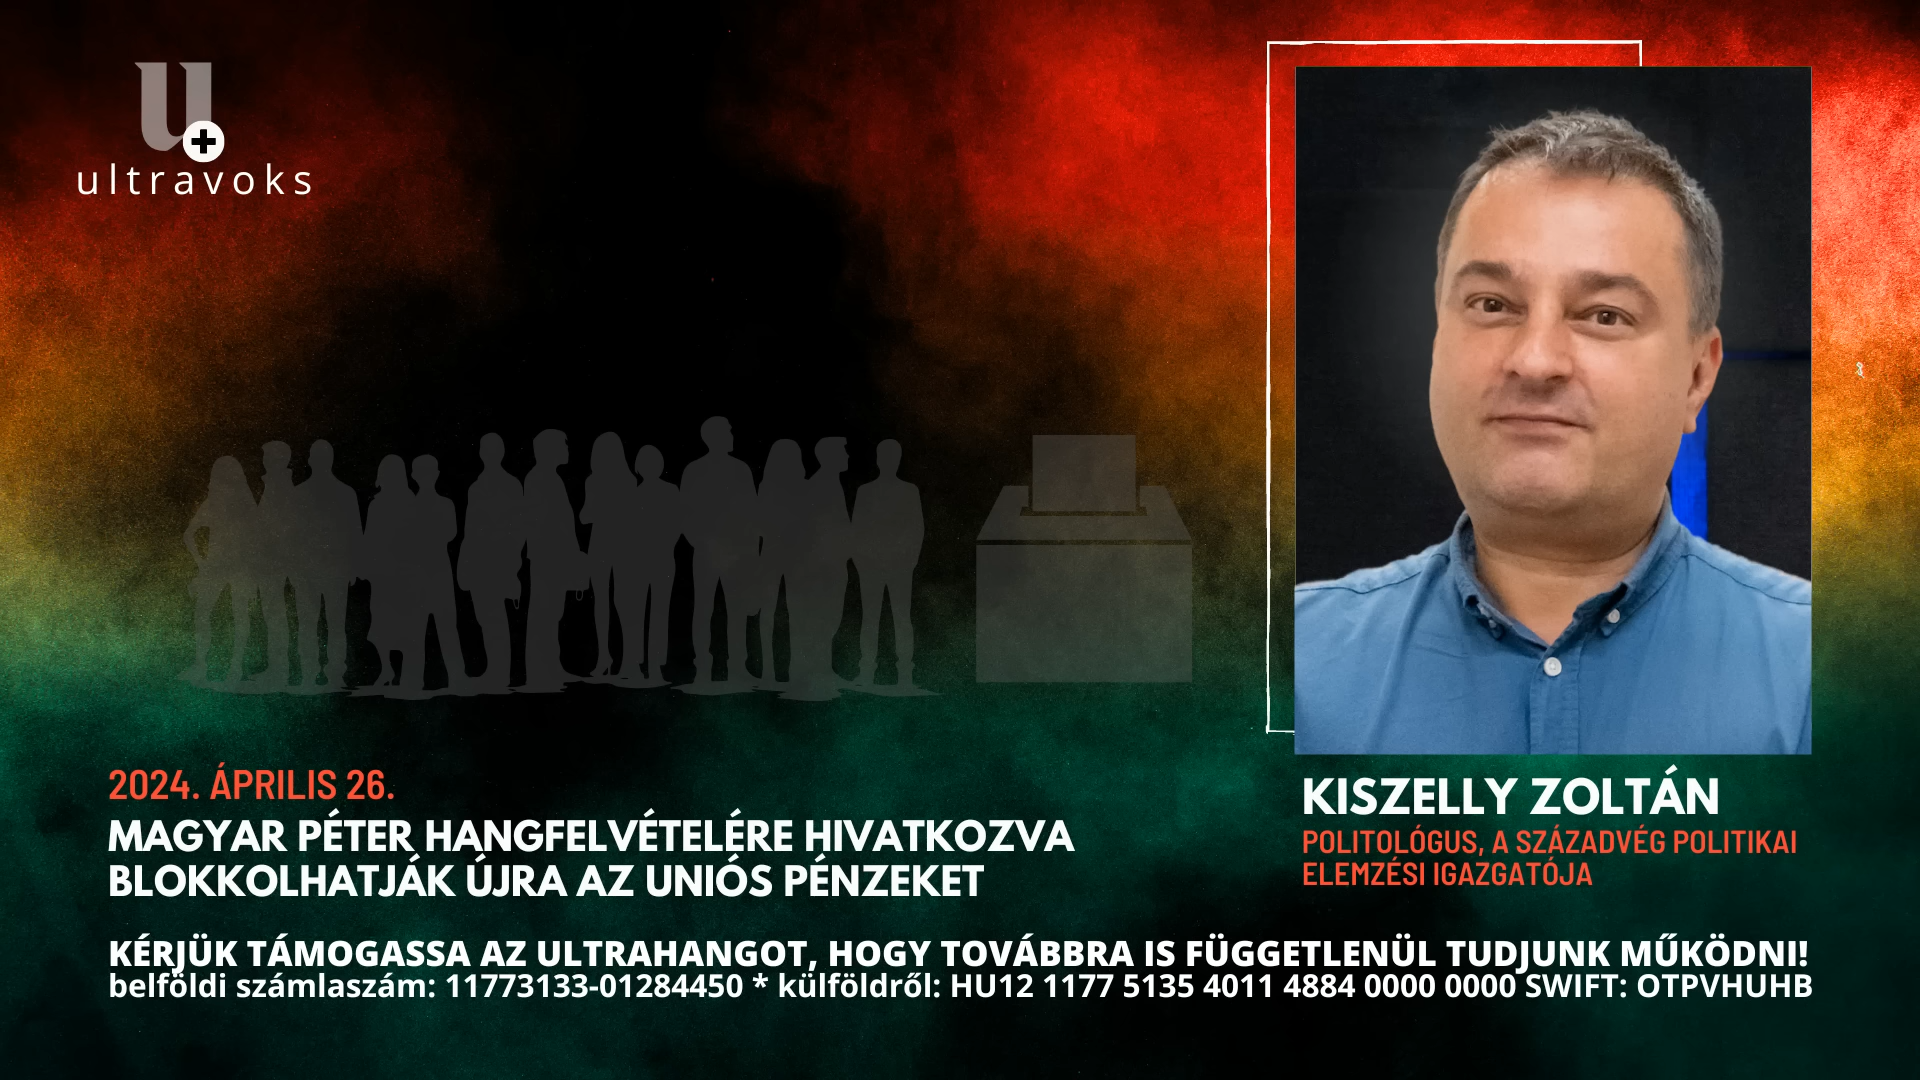 u+
ultravoks
2024. ÁPRILIS 26.
MAGYAR PÉTER HANGFELVÉTELÉRE HIVATKOZVA
BLOKKOLHATJÁK ÚJRA AZ UNIÓS PÉNZEKET
KISZELLY ZOLTÁN
POLITOLÓGUS, A SZÁZADVÉG POLITIKAI
ELEMZÉSI IGAZGATÓJA
KÉRJÜK TÁMOGASSA AZ ULTRAHANGOT, HOGY TOVÁBBRA IS FÜGGETLENÜL TUDJUNK MŰKÖDNI!
belföldi számlaszám: 11773133-01284450 * külföldről: HU12 1177 5135 4011 4884 0000 0000 SWIFT: OTPVHUHB